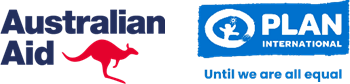 Australian
Aid
PLAN
INTERNATIONAL
Until we are all equal